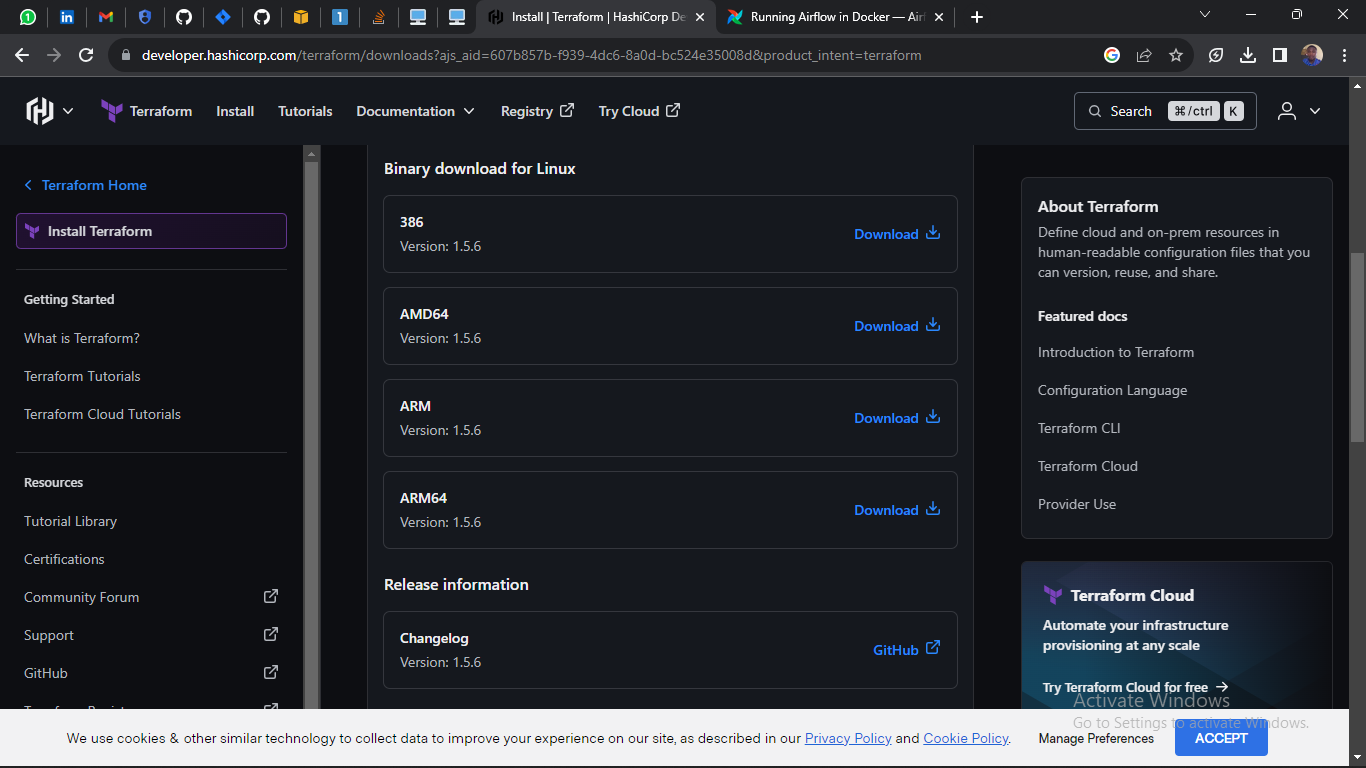 Install | Terraform | HashiCorp De
Running Airflow in Docker — Air
developer.hashicorp.com/terraform/downloads?ajs_aid=607b857b-f939-4dc6-8a0d-bc524e35008d&product_intent=terraform
Terraform
Install
Tutorials
Documentation
Registry
Try Cloud
Search
⌘/ctrl
K
Terraform Home
Install Terraform
Getting Started
What is Terraform?
Terraform Tutorials
Terraform Cloud Tutorials
Resources
Tutorial Library
Certifications
Community Forum
Support
GitHub
Binary download for Linux
386
Version: 1.5.6
Download
AMD64
Version: 1.5.6
Download
ARM
Version: 1.5.6
Download
ARM64
Version: 1.5.6
Download
Release information
Changelog
Version: 1.5.6
GitHub
About Terraform
Define cloud and on-prem resources in
human-readable configuration files that you
can version, reuse, and share.
Featured docs
Introduction to Terraform
Configuration Language
Terraform CLI
Terraform Cloud
Provider Use
Terraform Cloud
Automate your infrastructure
provisioning at any scale
Try Terraform Cloud for free
Activate Windows
Go to Settings to activate Windows.
We use cookies & other similar technology to collect data to improve your experience on our site, as described in our Privacy Policy and Cookie Policy.
Manage Preferences
ACCEPT